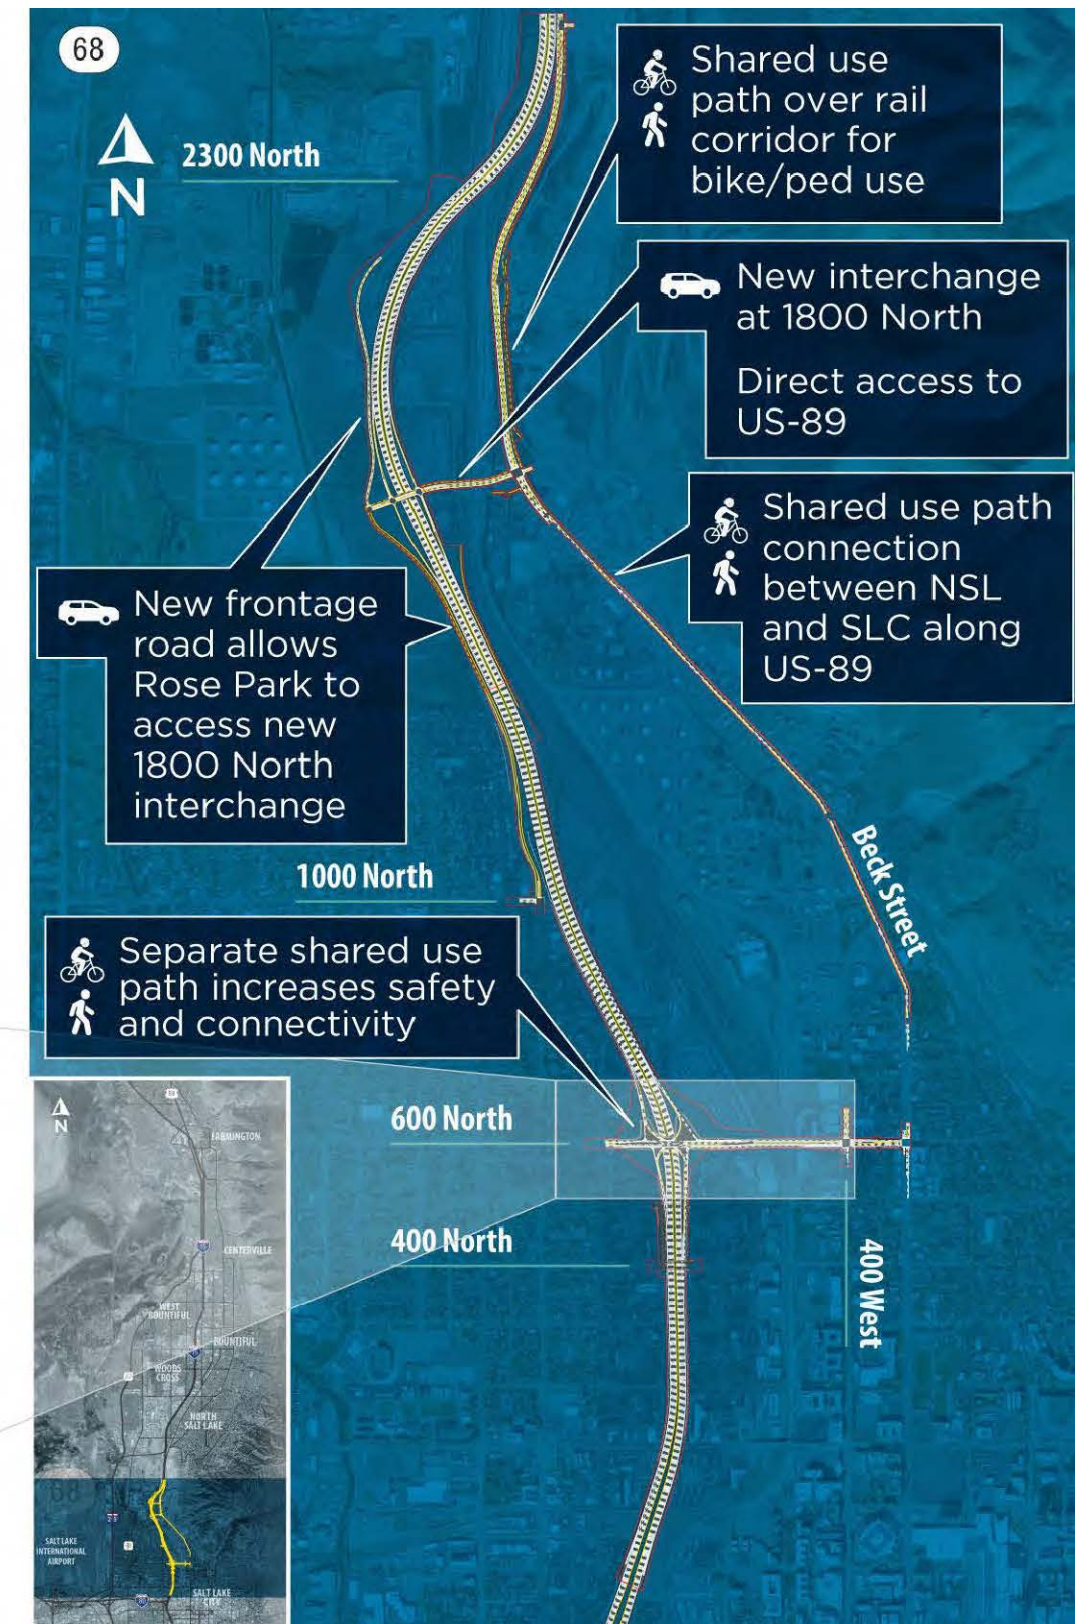 68
N
2300 North
Shared use
path over rail
corridor for
bike/ped use
New interchange
at 1800 North
Direct access to
US-89
Shared use path
connection
between NSL
and SLC along
US-89
New frontage
road allows
Rose Park to
access new
1800 North
interchange
1000 North
Beck Street
Separate shared use
path increases safety
and connectivity
600 North
400 North
400 West
N
FARMINGTON
CENTERVILLE
WEST
BOUNTIFUL
BOUNTIFUL
WOODS
CROSS
NORTH
SALT LAKE
68
SALT LAKE
INTERNATIONAL
AIRPORT
SALT LAKE
CITY